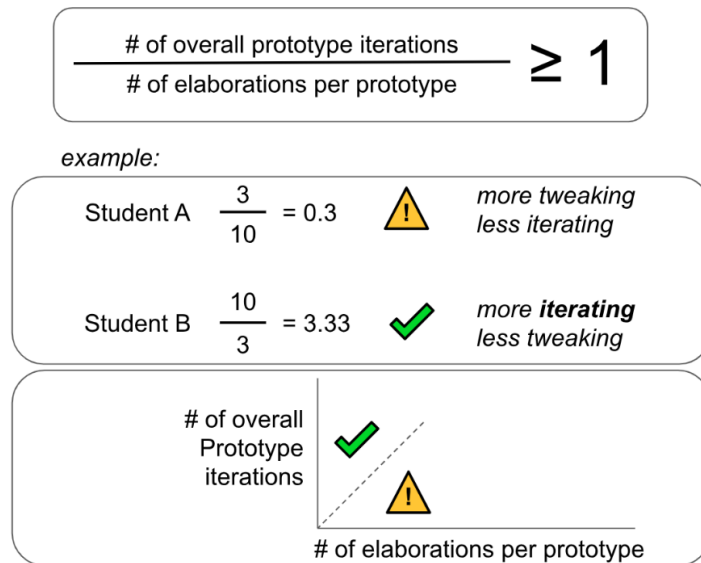 # of overall prototype iterations
# of elaborations per prototype
≥ 1
example:
Student A 3/10 = 0.3
!
more tweaking
less iterating
Student B 10/3 = 3.33
more iterating
less tweaking
# of overall
Prototype
iterations
!
# of elaborations per prototype